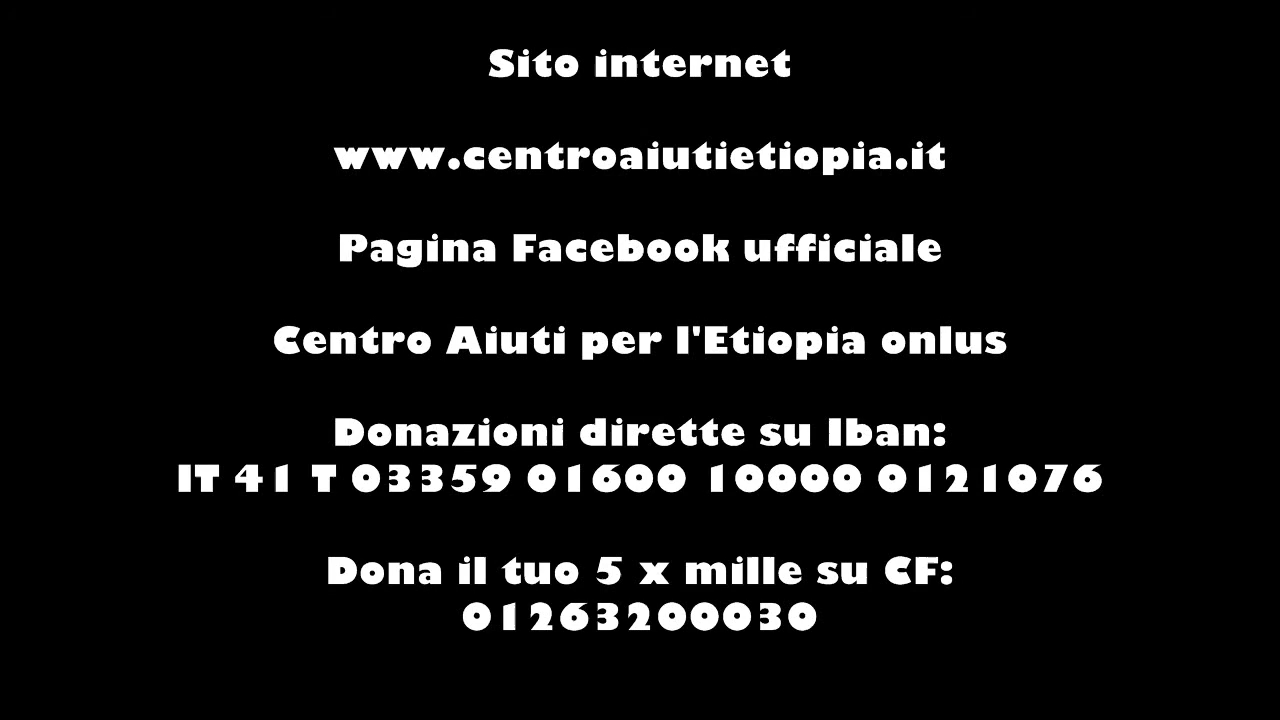 Sito internet
www.centroaiutietiopia.it
Pagina Facebook ufficiale
Centro Aiuti per l'Etiopia onlus
Donazioni dirette su Iban:
IT 41 T 03359 01600 10000 0121076
Dona il tuo 5 x mille su CF:
01263200030